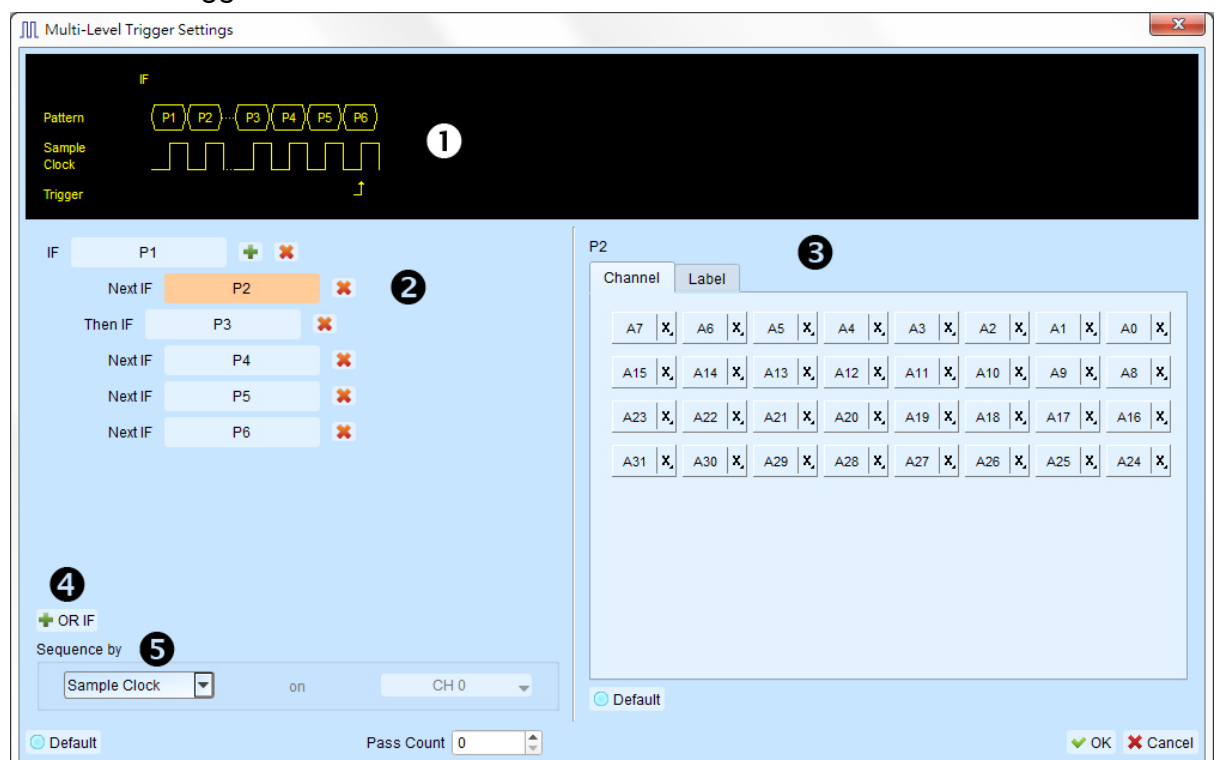 Multi-Level Trigger Settings
X
IF
Pattern P1 P2 ... P3 P4 P5 P6
Sample
Clock
Trigger
1
IF P1
Next IF P2
Then IF P3
Next IF P4
Next IF P5
Next IF P6
2
4
OR IF
Sequence by 5
Sample Clock on CH 0
Default
Pass Count 0
P2
3
Channel Label
A7 X A6 X A5 X A4 X A3 X A2 X A1 X A0 X
A15 X A14 X A13 X A12 X A11 X A10 X A9 X A8 X
A23 X A22 X A21 X A20 X A19 X A18 X A17 X A16 X
A31 X A30 X A29 X A28 X A27 X A26 X A25 X A24 X
Default
OK Cancel